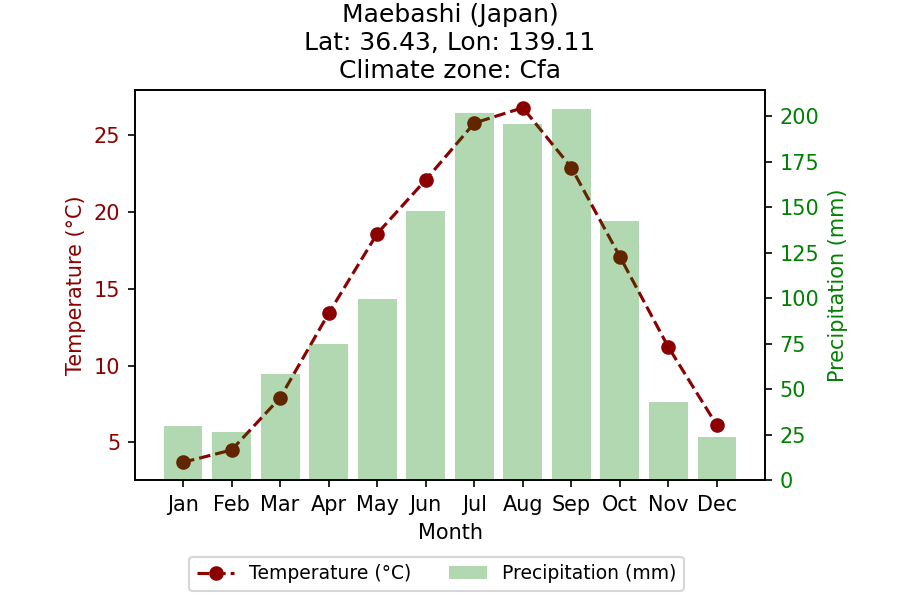 Maebashi (Japan)
Lat: 36.43, Lon: 139.11
Climate zone: Cfa
Temperature (°C)
25
20
15
10
5
200
175
150
125
100
75
50
25
0
Precipitation (mm)
Jan Feb Mar Apr May Jun Jul Aug Sep Oct Nov Dec
Month
Temperature (°C) Precipitation (mm)